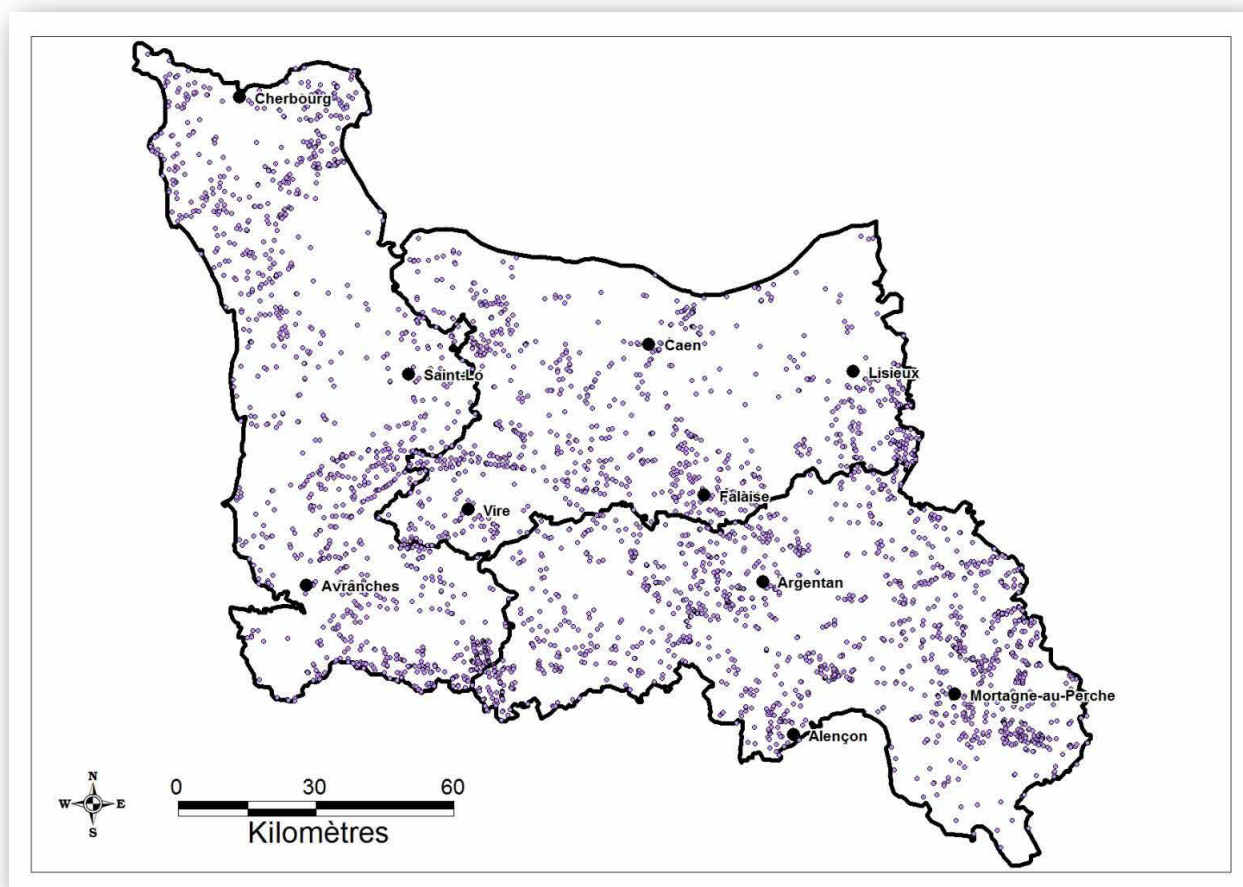 Cherbourg
Caen
Lisieux
Saint-Lô
Falaise
Vire
Argentan
Avranches
Mortagne-au-Perche
Alençon
N
W E
S
0 30 60
Kilomètres